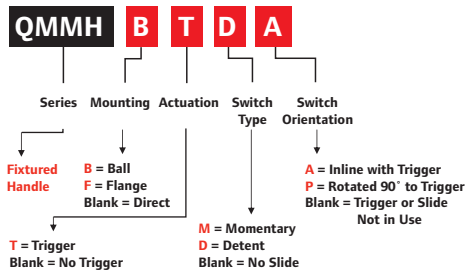 QMMH B T D A
Series Mounting Actuation Switch Type Switch Orientation
Fixtured
Handle
B = Ball
F = Flange
Blank = Direct
A = Inline with Trigger
P = Rotated 90˚ to Trigger
Blank = Trigger or Slide
Not in Use
T = Trigger
Blank = No Trigger
M = Momentary
D = Detent
Blank = No Slide